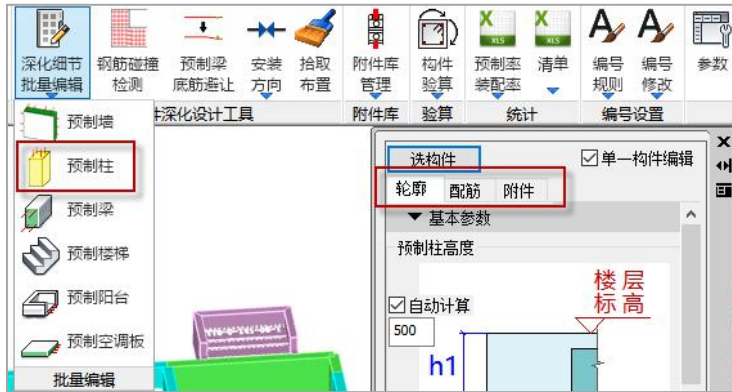 深化细节
批量编辑
钢筋碰撞
检测
预制梁
底筋避让
安装
方向
拾取
布置
附件库
管理
构件
验算
X
XLS
预制率
装配率
X
XLS
清单
编号
规则
编号
修改
参数
深化设计工具
附件库
验算
统计
编号设置
预制墙
预制柱
预制梁
预制楼梯
预制阳台
预制空调板
批量编辑
选构件
单一构件编辑
轮廓
配筋
附件
基本参数
预制柱高度
自动计算
500
楼层
标高
h1